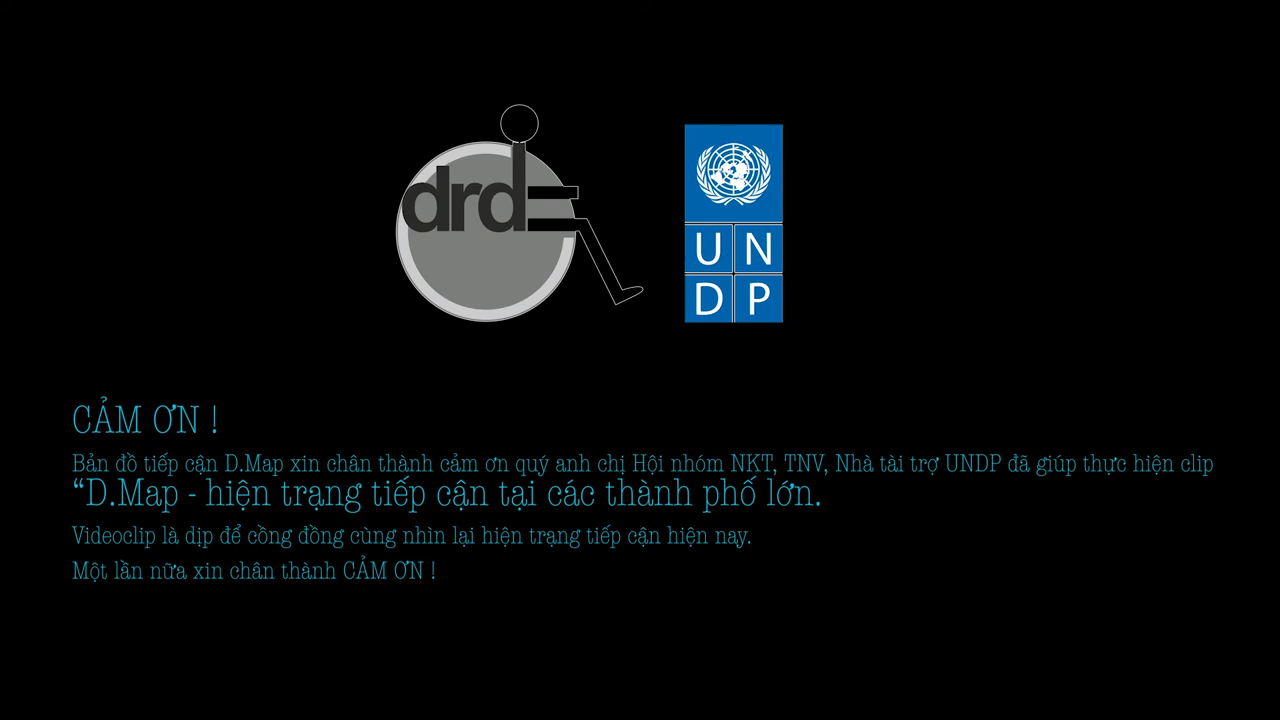 drd
UN
DP
CẢM ƠN !
Bản đồ tiếp cận D.Map xin chân thành cảm ơn quý anh chị Hội nhóm NKT, TNV, Nhà tài trợ UNDP đã giúp thực hiện clip
“D.Map - hiện trạng tiếp cận tại các thành phố lớn.
Videoclip là dịp để cồng đồng cùng nhìn lại hiện trạng tiếp cận hiện nay.
Một lần nữa xin chân thành CẢM ƠN !